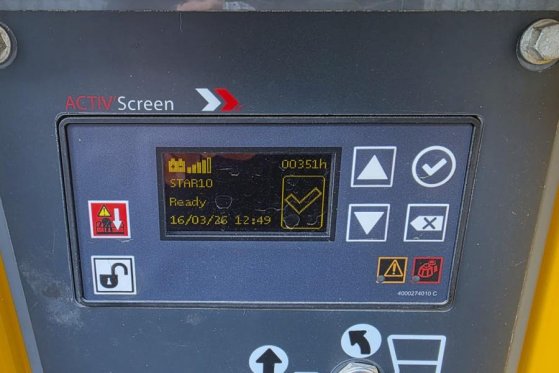 ACTIV Screen
00351h
STAR10
Ready
16/03/26 12:49
4000274010 C